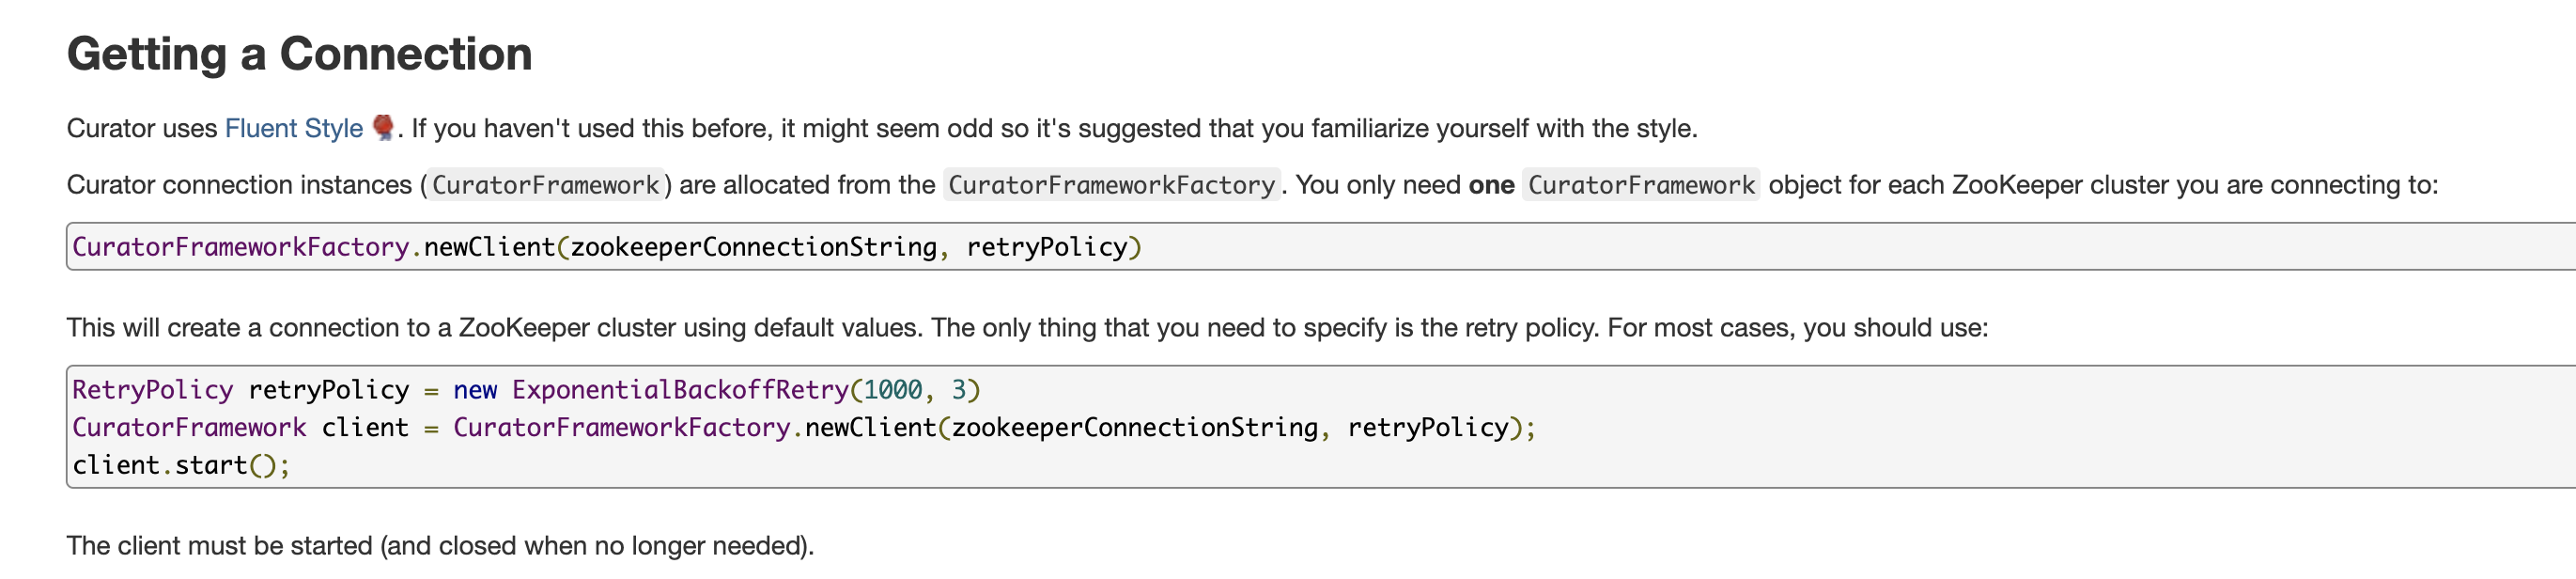 Getting a Connection
Curator uses Fluent Style . If you haven't used this before, it might seem odd so it's suggested that you familiarize yourself with the style.
Curator connection instances (CuratorFramework) are allocated from the CuratorFrameworkFactory. You only need one CuratorFramework object for each ZooKeeper cluster you are connecting to:
CuratorFrameworkFactory.newClient(zookeeperConnectionString, retryPolicy)
This will create a connection to a ZooKeeper cluster using default values. The only thing that you need to specify is the retry policy. For most cases, you should use:
RetryPolicy retryPolicy = new ExponentialBackoffRetry(1000, 3)
CuratorFramework client = CuratorFrameworkFactory.newClient(zookeeperConnectionString, retryPolicy);
client.start();
The client must be started (and closed when no longer needed).